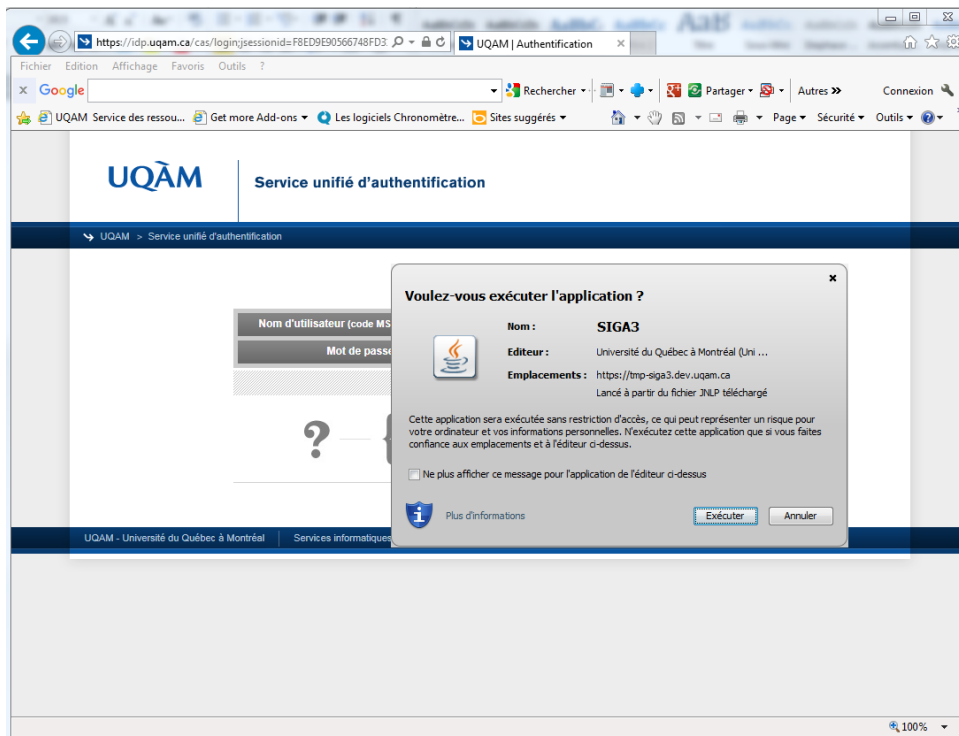 https://idp.uqam.ca/cas/login;jsessionid=F8ED9E90566748FD3
UQAM | Authentification
Fichier Edition Affichage Favoris Outils ?
x Google
Rechercher
Partager
Autres »
Connexion
UQAM Service des ressou...
Get more Add-ons
Les logiciels Chronomètre...
Sites suggérés
Page
Sécurité
Outils
UQÀM
Service unifié d'authentification
UQAM > Service unifié d'authentification
Voulez-vous exécuter l'application ?
Nom d'utilisateur (code MS
Mot de passe
Nom : SIGA3
Editeur : Université du Québec à Montréal (Uni ...
Emplacements : https://tmp-siga3.dev.uqam.ca
Lancé à partir du fichier JNLP téléchargé
Cette application sera exécutée sans restriction d'accès, ce qui peut représenter un risque pour
votre ordinateur et vos informations personnelles. N'exécutez cette application que si vous faites
confiance aux emplacements et à l'éditeur ci-dessus.
Ne plus afficher ce message pour l'application de l'éditeur ci-dessus
Plus d'informations
Exécuter
Annuler
? {
UQAM - Université du Québec à Montréal
Services informatiques
100%